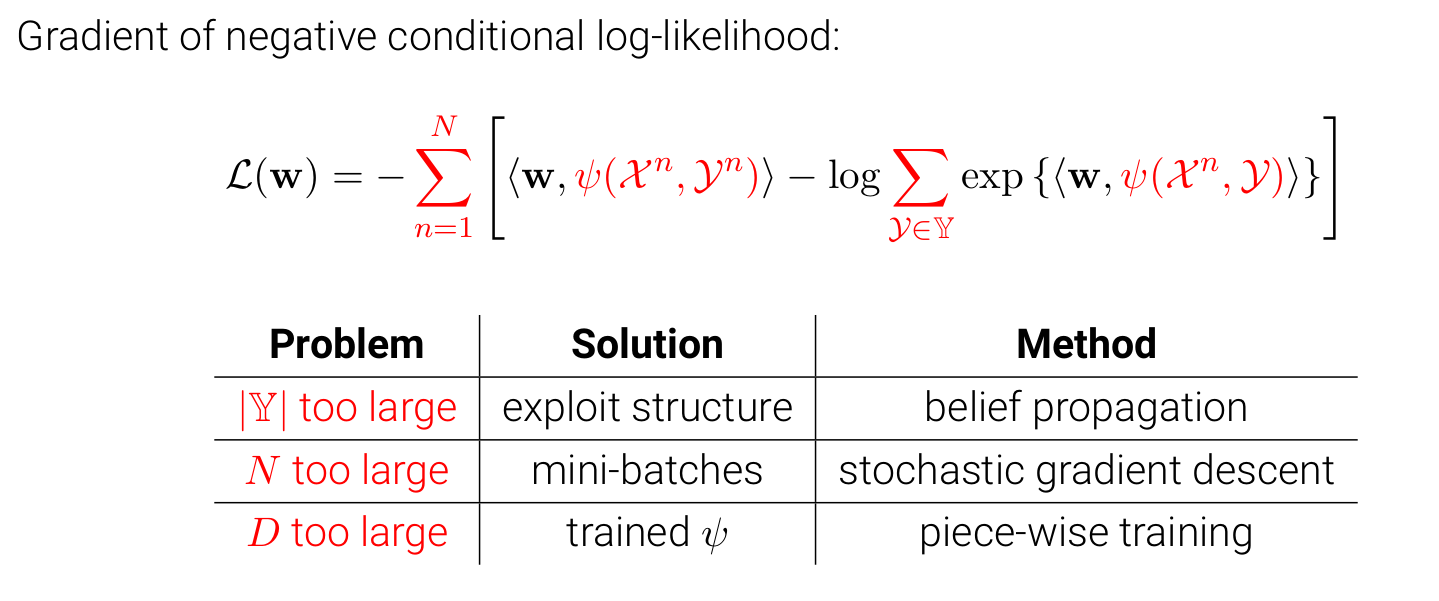 Gradient of negative conditional log-likelihood:
$\mathcal{L}(\mathbf{w}) = -\sum_{n=1}^{N} \left[ \langle \mathbf{w}, \psi(\mathcal{X}^n, \mathcal{Y}^n) \rangle - \log \sum_{\mathcal{Y} \in \mathbb{Y}} \exp \{ \langle \mathbf{w}, \psi(\mathcal{X}^n, \mathcal{Y}) \rangle \} \right]$
Problem Solution Method
|𝕐| too large exploit structure belief propagation
N too large mini-batches stochastic gradient descent
D too large trained ψ piece-wise training